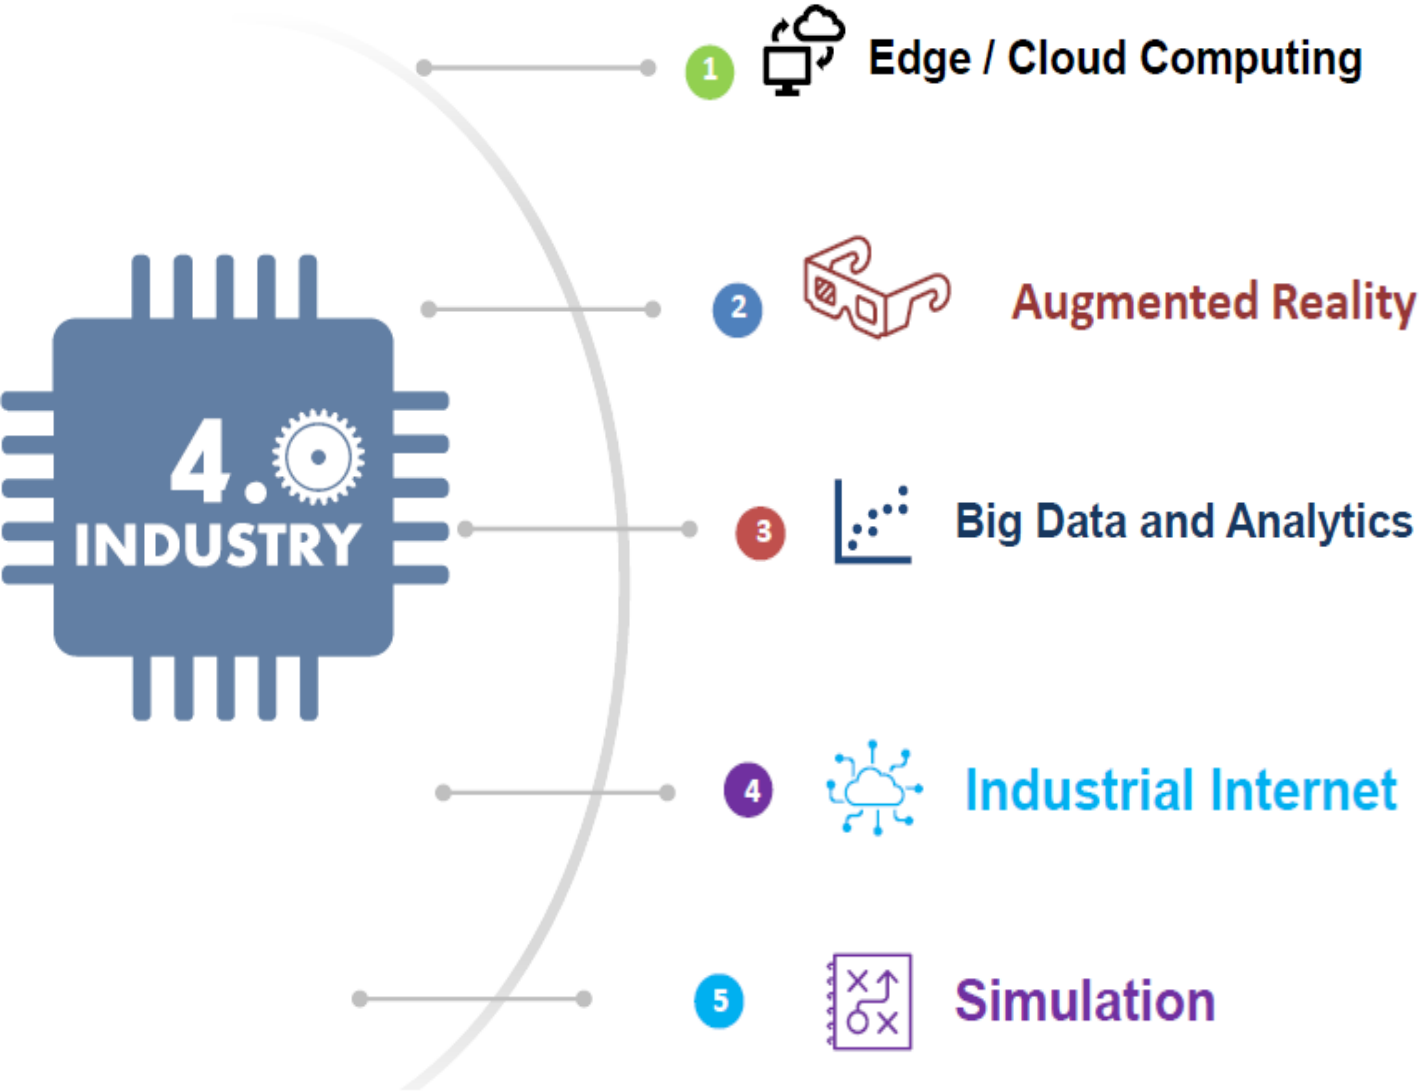 1 Edge / Cloud Computing
2 Augmented Reality
4.0
INDUSTRY
3 Big Data and Analytics
4 Industrial Internet
5 Simulation